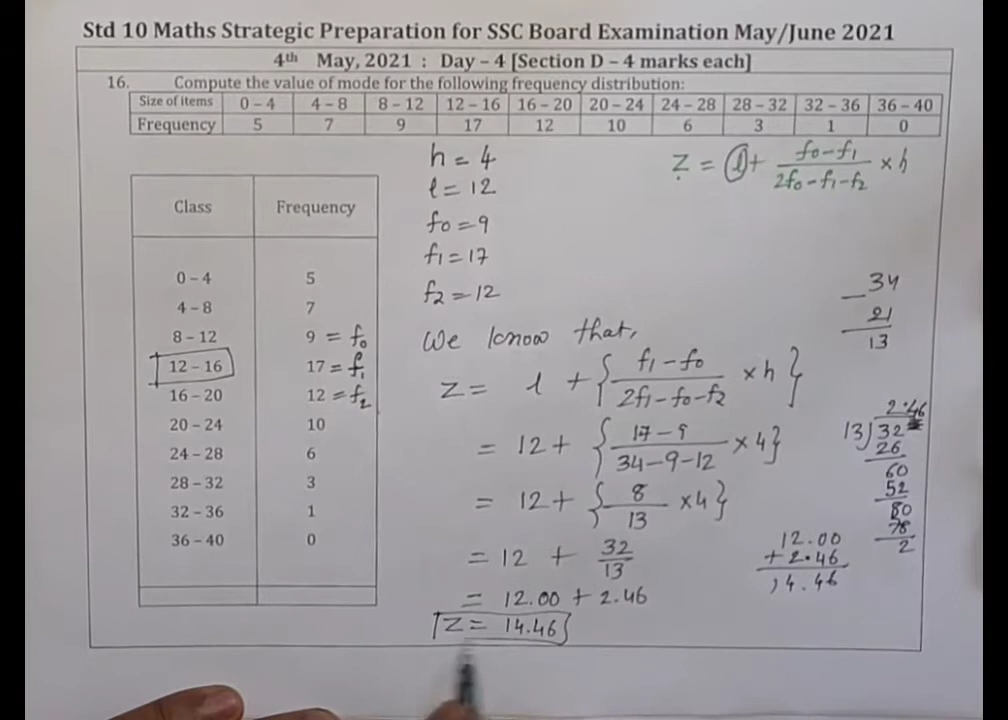 Std 10 Maths Strategic Preparation for SSC Board Examination May/June 2021
4th May, 2021 : Day – 4 [Section D – 4 marks each]
16. Compute the value of mode for the following frequency distribution:
Size of items 0 – 4 4 – 8 8 – 12 12 – 16 16 – 20 20 – 24 24 – 28 28 – 32 32 – 36 36 – 40
Frequency 5 7 9 17 12 10 6 3 1 0
h = 4
Z = l + f0 – f1 / 2f0 – f1 – f2 × h
l = 12
f0 = 9
f1 = 17
f2 = 12
Class Frequency
0 – 4 5
4 – 8 7
8 – 12 9 = f0
12 – 16 17 = f1
16 – 20 12 = f2
20 – 24 10
24 – 28 6
28 – 32 3
32 – 36 1
36 – 40 0
We know that,
Z = l + { f1 – f0 / 2f1 – f0 – f2 × h }
= 12 + { 17 – 9 / 34 – 9 – 12 × 4 }
= 12 + { 8 / 13 × 4 }
= 12 + 32 / 13
= 12.00 + 2.46
Z = 14.46
– 34
21
13
2.46
13) 32
26
60
52
80
78
2
12.00
+ 2.46
14.46